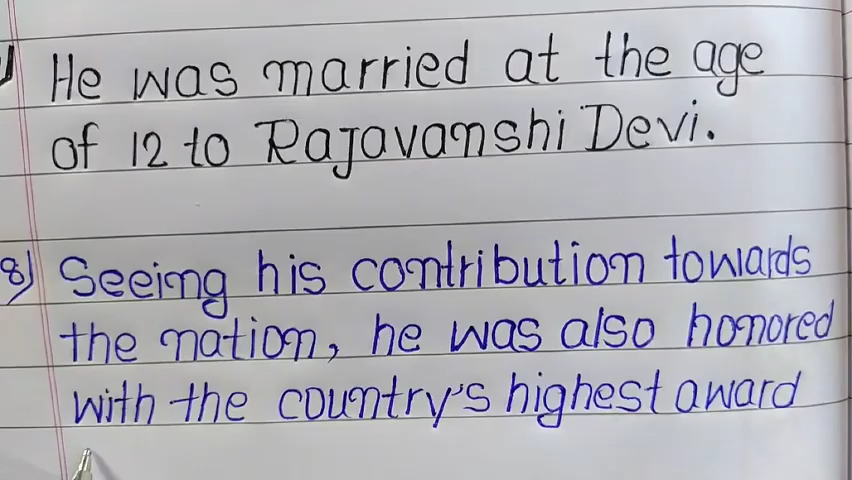 He was married at the age
of 12 to Rajavanshi Devi.
8) Seeing his contribution towards
the nation, he was also honored
with the country's highest award